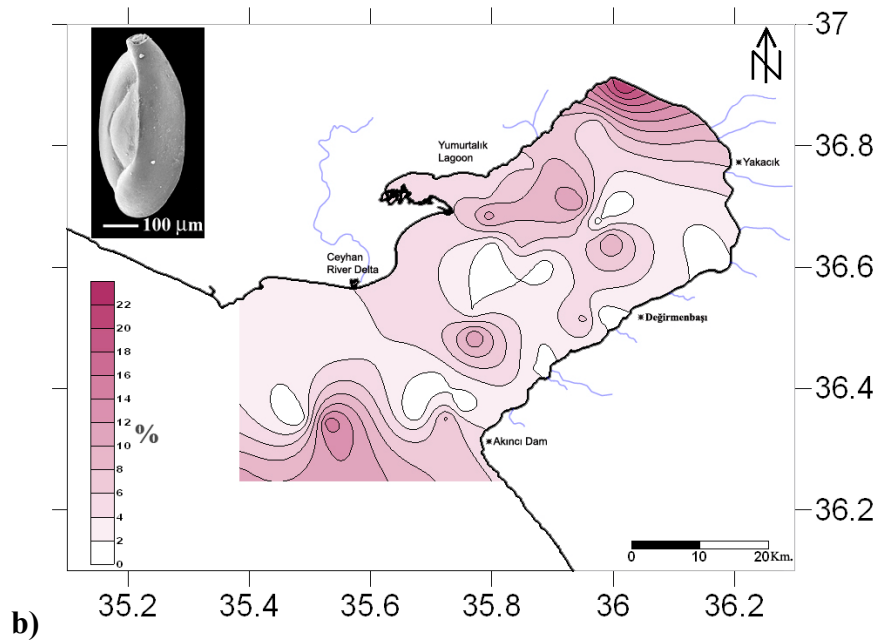 37
N
100 µm
Yumurtalık
Lagoon
36.8
Yakacık
Ceyhan
River Delta
36.6
22
20
18
16
14
12
10
8
6
4
2
0
%
Değirmenbaşı
36.4
Akıncı Dam
36.2
0 10 20 Km.
35.2 35.4 35.6 35.8 36 36.2
b)